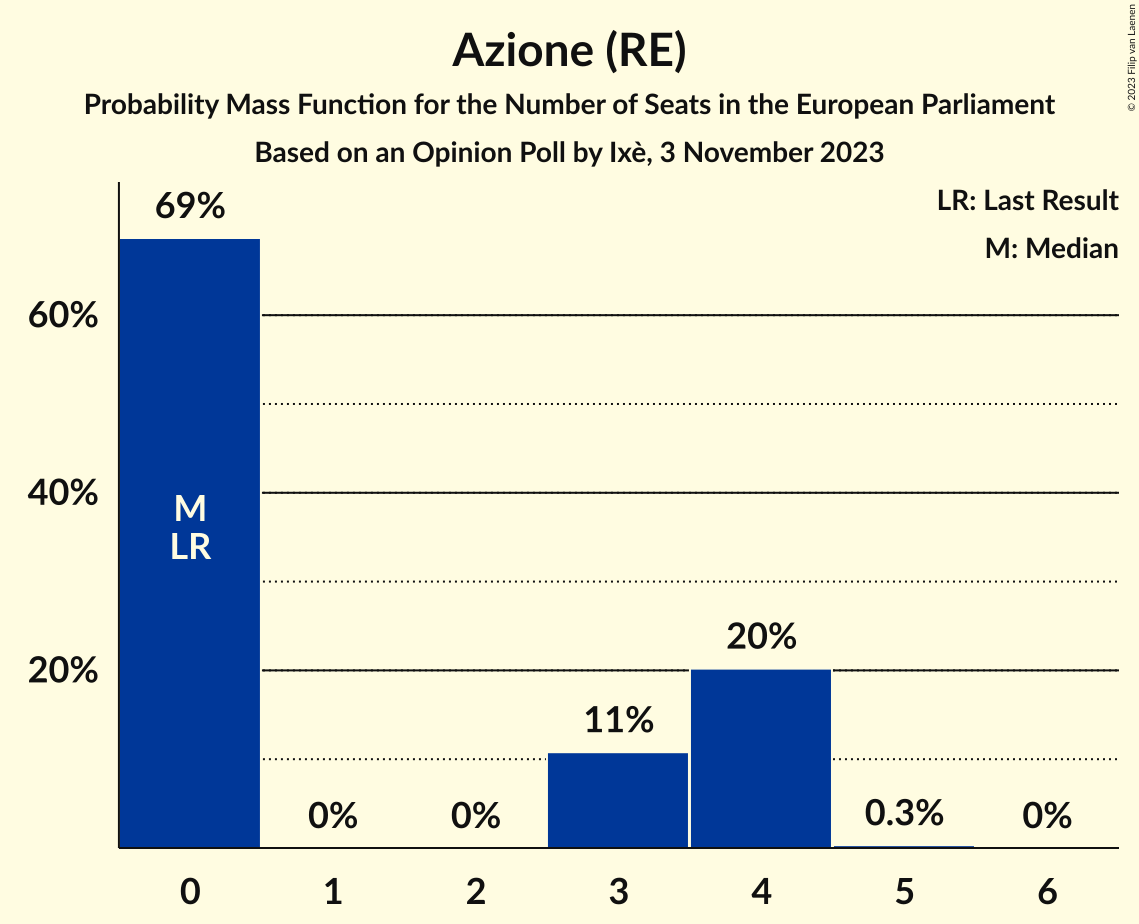 Azione (RE)
Probability Mass Function for the Number of Seats in the European Parliament
Based on an Opinion Poll by Ixè, 3 November 2023
© 2023 Filip van Laenen
LR: Last Result
M: Median
69%
60%
40%
M
LR
20%
20%
11%
0%
0%
0.3%
0%
0
1
2
3
4
5
6